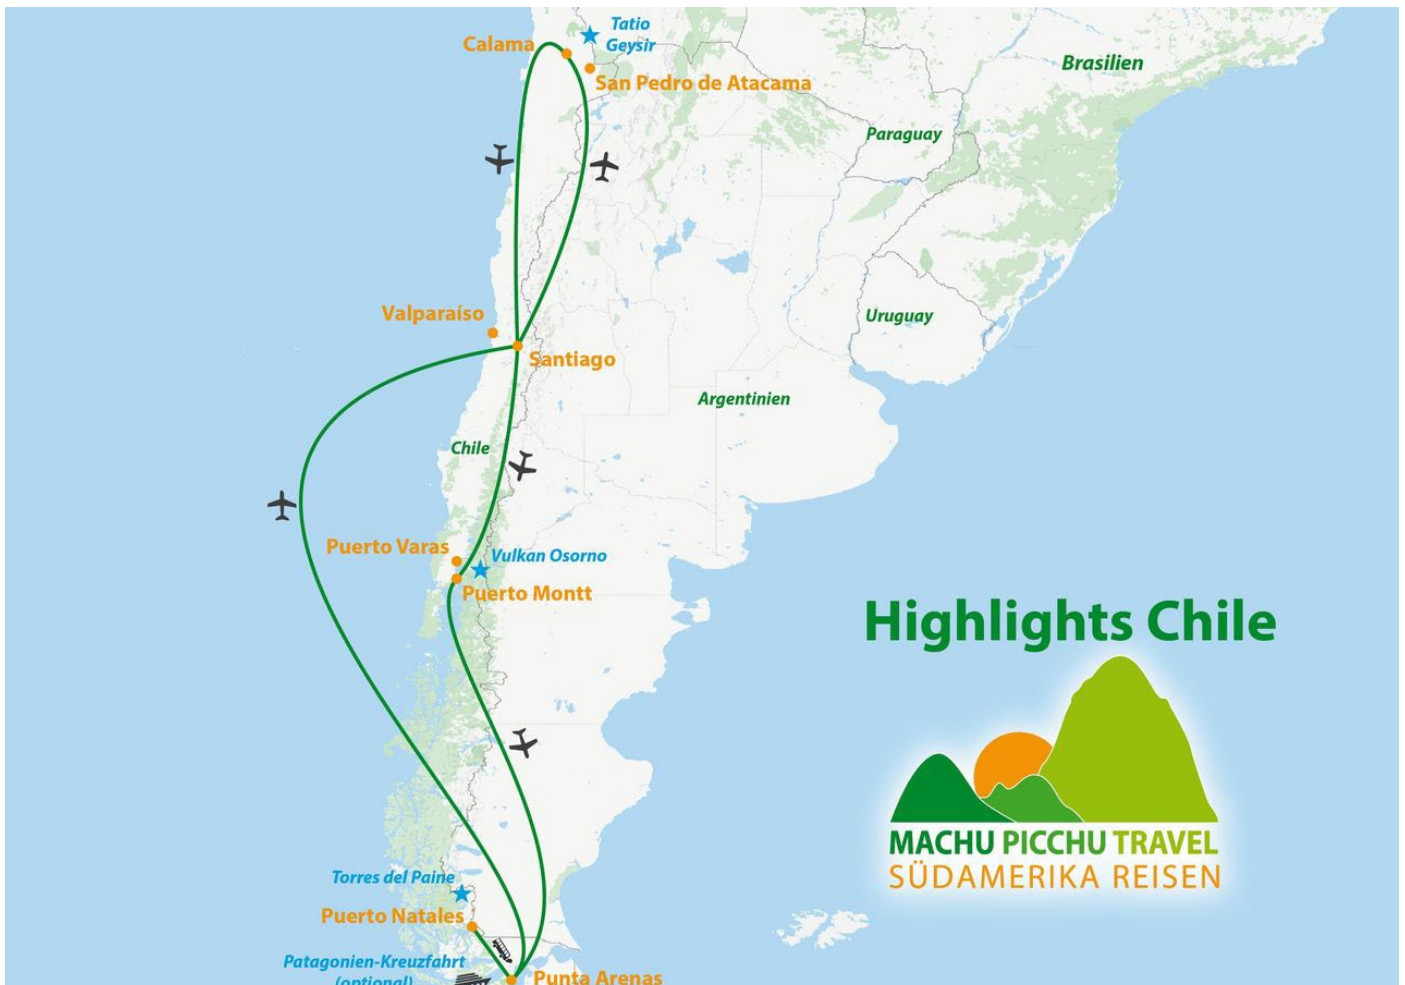 Tatio
Geysir
Calama
San Pedro de Atacama
Brasilien
Paraguay
Valparaíso
Uruguay
Santiago
Argentinien
Chile
Puerto Varas
Vulkan Osorno
Puerto Montt
Highlights Chile
MACHU PICCHU TRAVEL
SÜDAMERIKA REISEN
Torres del Paine
Puerto Natales
Patagonien-Kreuzfahrt
(optional)
Punta Arenas